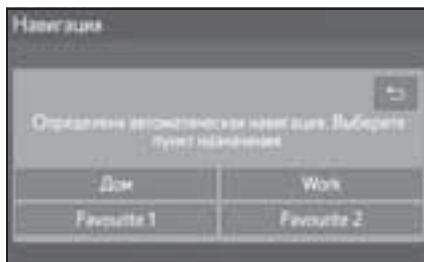 Навигация
Определена автоматическая навигация. Выберите
пункт назначения
Дом
Work
Favourite 1
Favourite 2